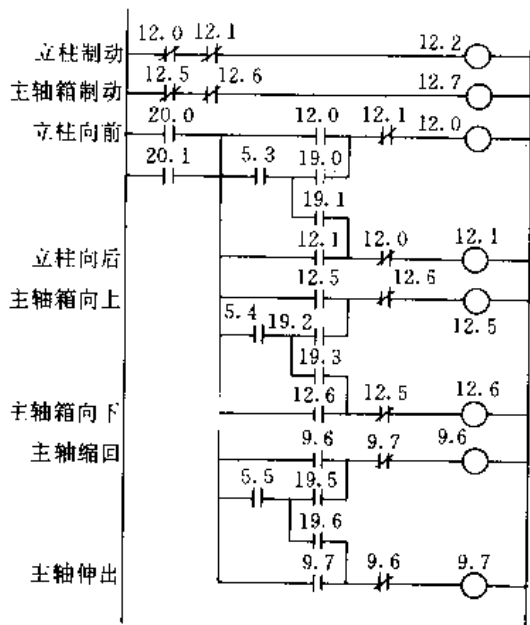 12.0 12.1
立柱制动 12.2
12.5 12.6
主轴箱制动 12.7
20.0 12.0 12.1
立柱向前 12.0
20.1 5.3 19.0
19.1
12.1 12.0 12.1
立柱向后
12.5 12.6
主轴箱向上
5.4 19.2 12.5
19.3
12.6 12.5 12.6
主轴箱向下
主轴缩回 9.6 9.7 9.6
5.5 19.5
19.6
9.7 9.6 9.7
主轴伸出